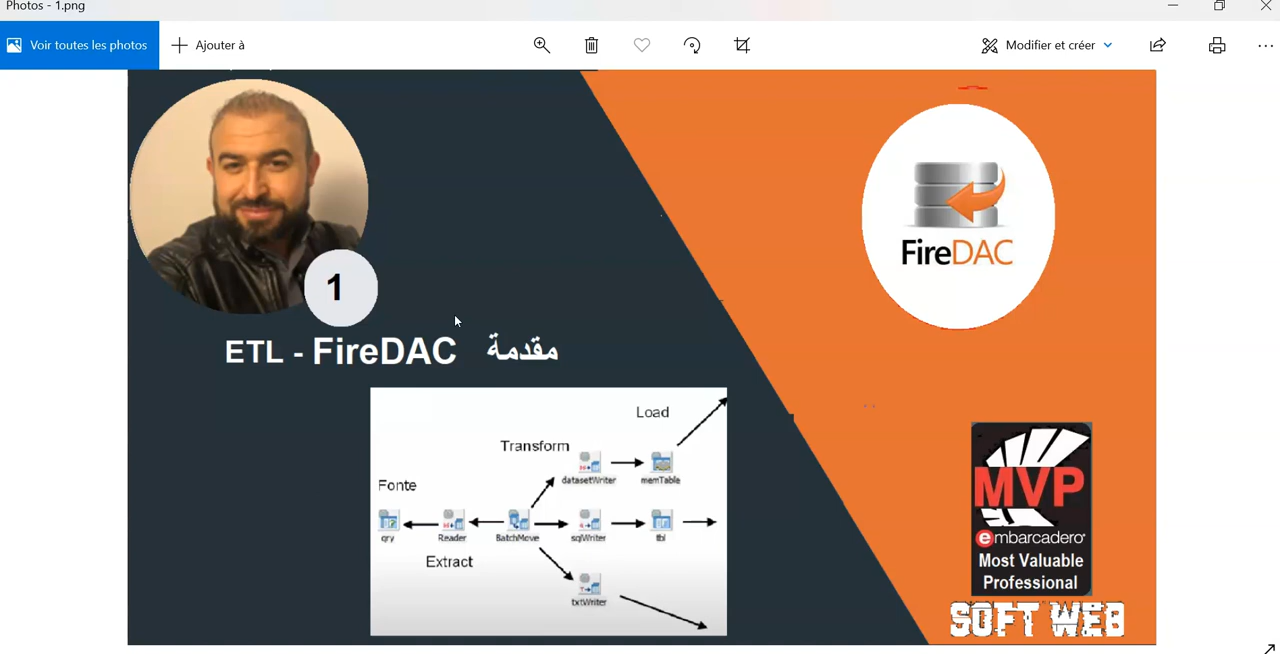 Photos - 1.png
Voir toutes les photos
Ajouter à
Modifier et créer
FireDAC
1
ETL - FireDAC مقدمة
Load
Transform
datasetWriter
memTable
Fonte
qry
Reader
BatchMove
sqlWriter
tbl
Extract
txtWriter
MVP
embarcadero
Most Valuable
Professional
SOFT WEB